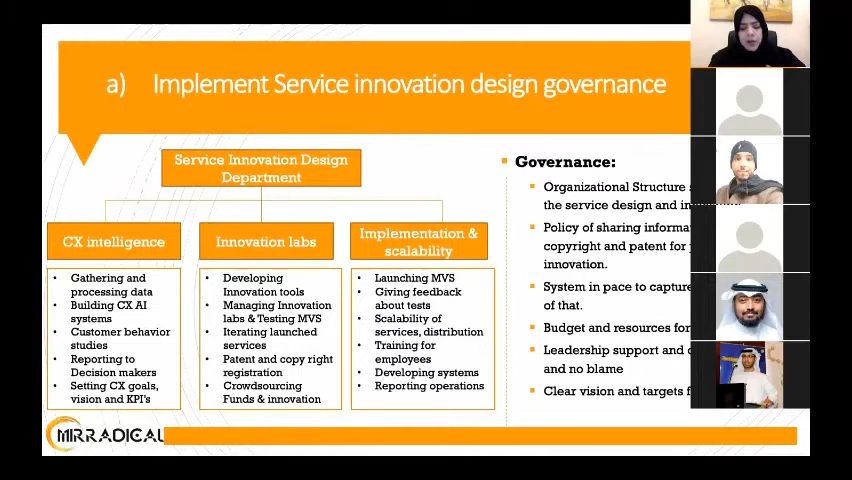 a) Implement Service innovation design governance
Service Innovation Design
Department
CX intelligence
Innovation labs
Implementation &
scalability
• Gathering and
processing data
• Building CX AI
systems
• Customer behavior
studies
• Reporting to
Decision makers
• Setting CX goals,
vision and KPI's
• Developing
Innovation tools
• Managing Innovation
labs & Testing MVS
• Iterating launched
services
• Patent and copy right
registration
• Crowdsourcing
Funds & innovation
• Launching MVS
• Giving feedback
about tests
• Scalability of
services, distribution
• Training for
employees
• Developing systems
• Reporting operations
Governance:
Organizational Structure
the service design and
Policy of sharing
copyright and patent for
innovation.
System in pace to capture
of that.
Budget and resources for
Leadership support and
and no blame
Clear vision and targets
MIRRADICAL